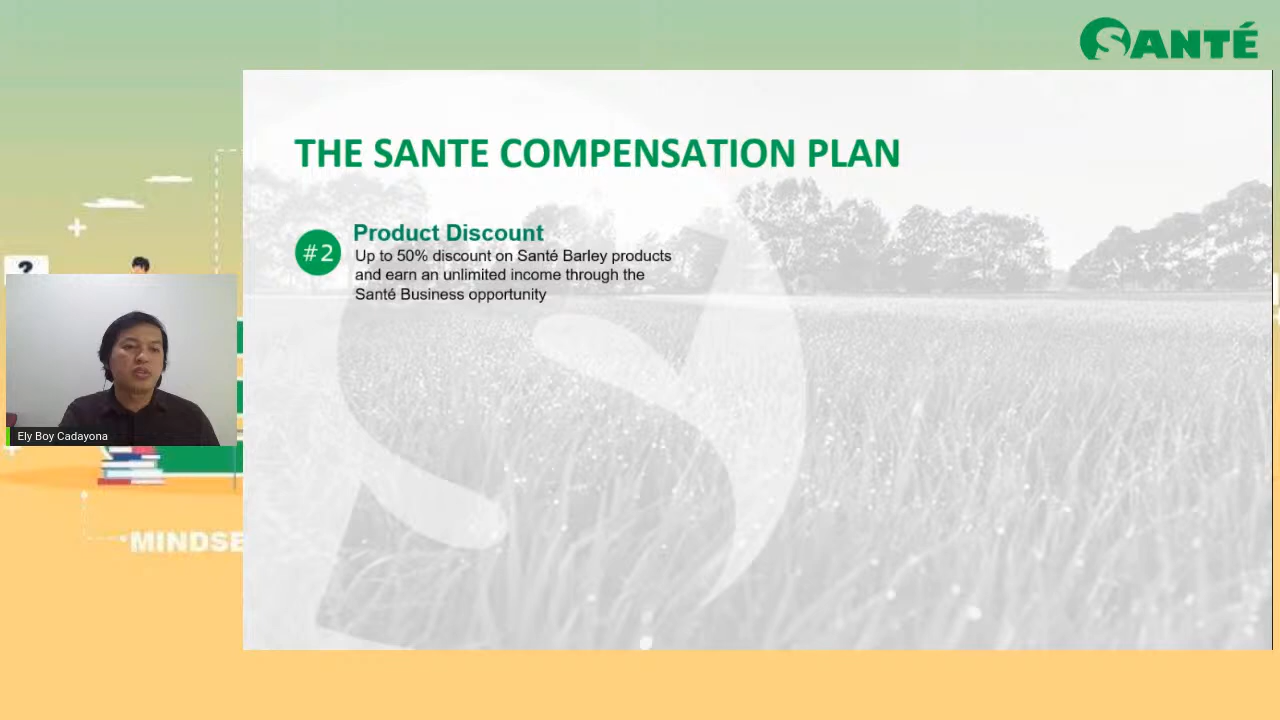 SANTÉ
THE SANTE COMPENSATION PLAN
#2
Product Discount
Up to 50% discount on Santé Barley products
and earn an unlimited income through the
Santé Business opportunity
?
Ely Boy Cadayona
MINDSE